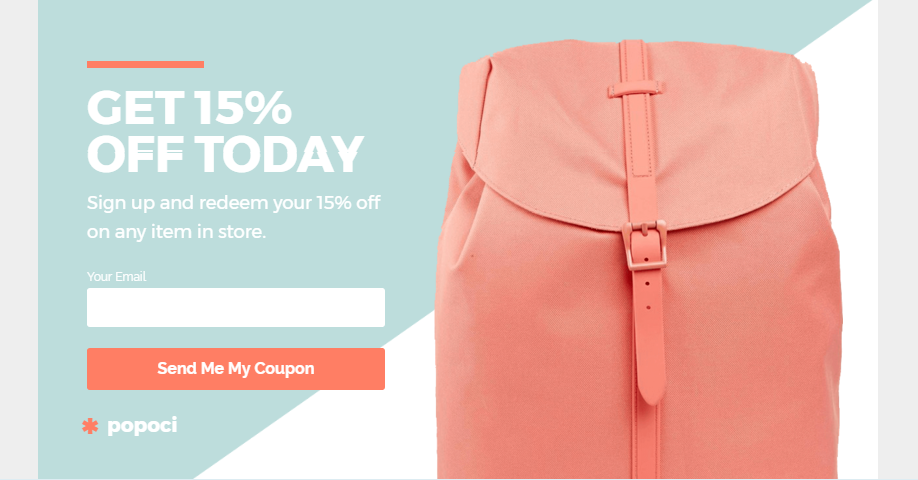 GET 15%
OFF TODAY
Sign up and redeem your 15% off
on any item in store.
Your Email
Send Me My Coupon
popoci